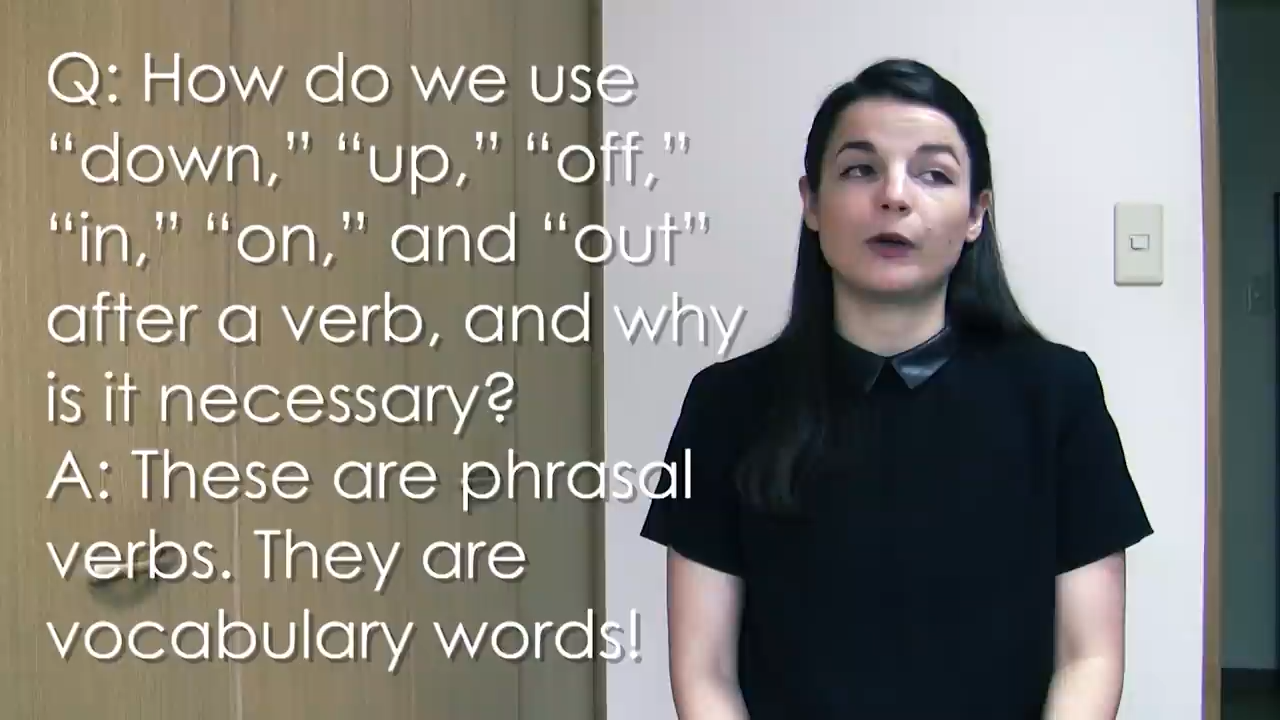 Q: How do we use
“down,” “up,” “off,”
“in,” “on,” and “out”
after a verb, and why
is it necessary?
A: These are phrasal
verbs. They are
vocabulary words!